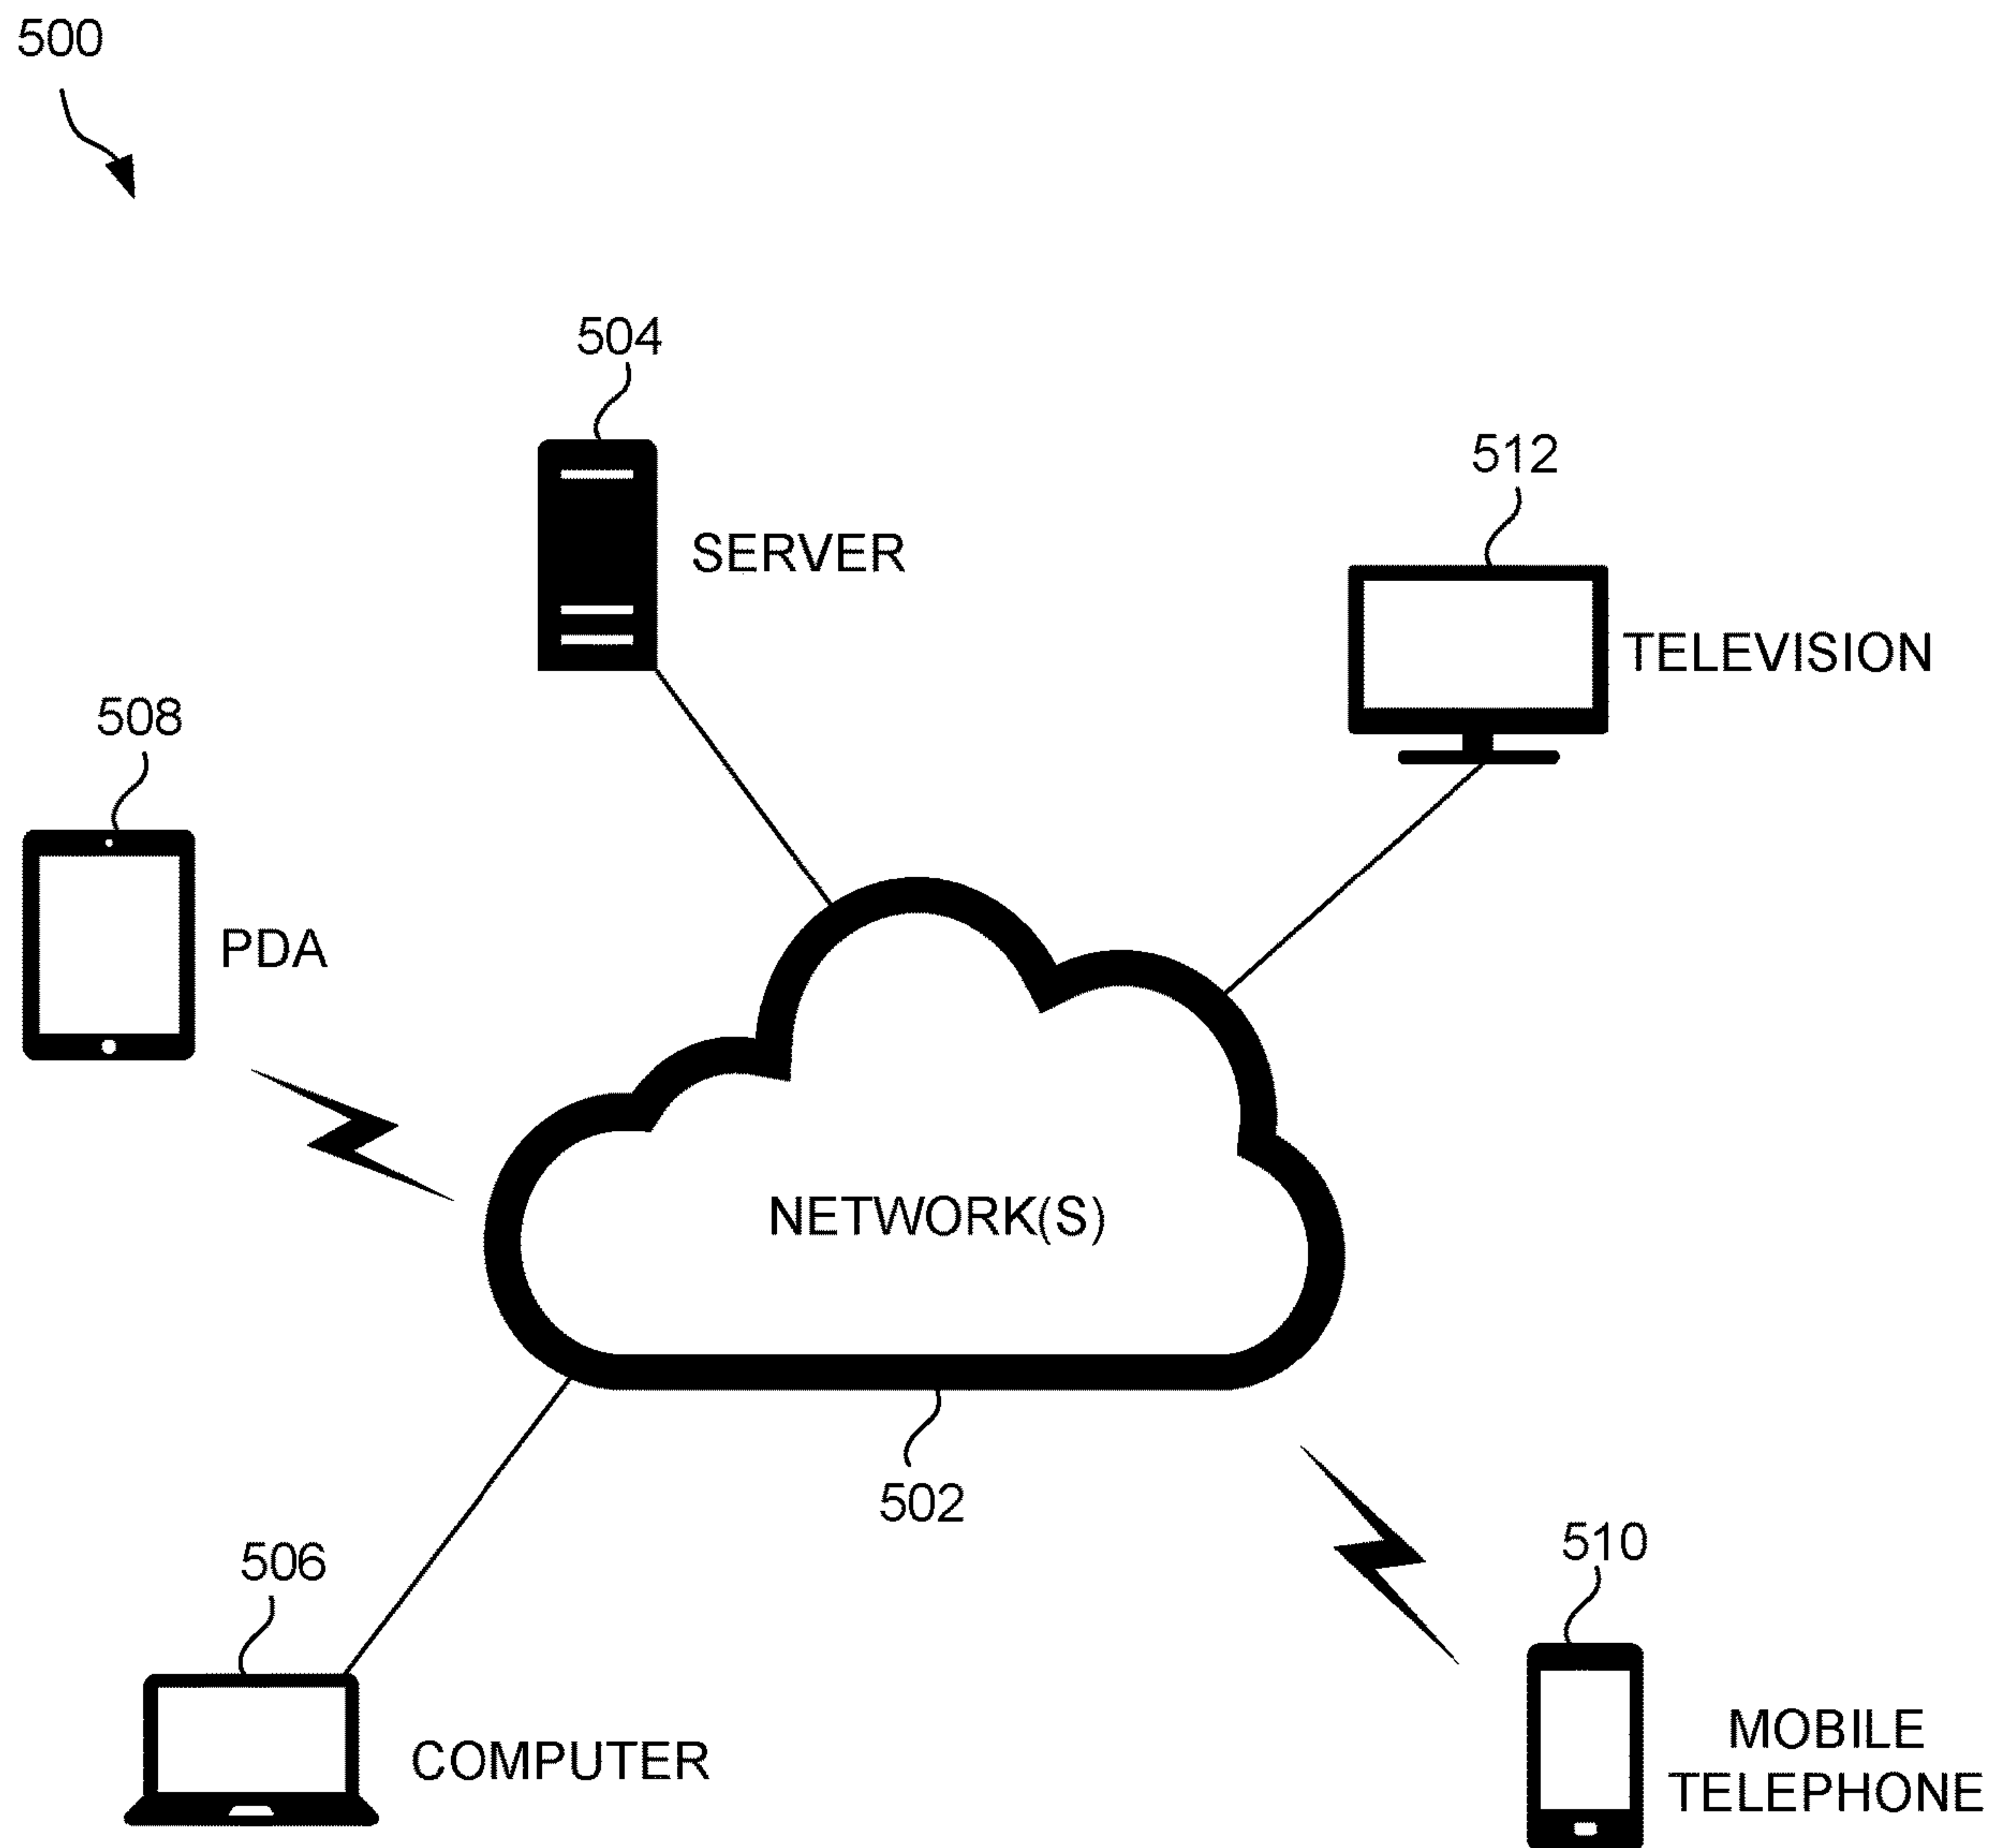 500
504
512
SERVER
TELEVISION
508
PDA
NETWORK(S)
502
506
510
COMPUTER
MOBILE
TELEPHONE